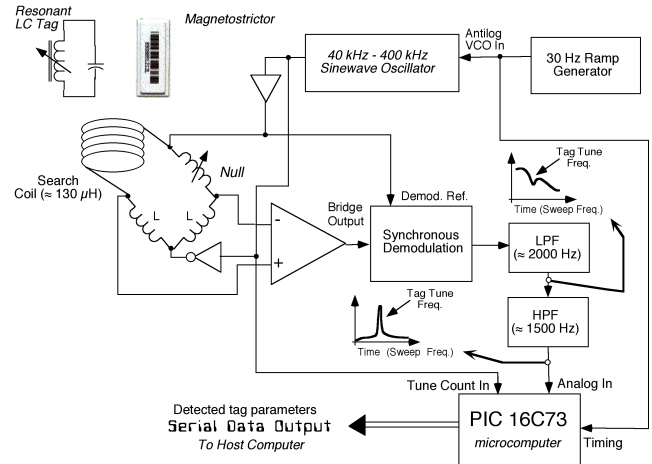 Resonant
LC Tag
Magnetostrictor
40 kHz - 400 kHz
Sinewave Oscillator
Antilog
VCO In
30 Hz Ramp
Generator
Search
Coil (≈ 130 µH)
Null
L
L
-
+
Bridge
Output
Demod. Ref.
Synchronous
Demodulation
Tag Tune
Freq.
Time (Sweep Freq.)
LPF
(≈ 2000 Hz)
Tag Tune
Freq.
Time (Sweep Freq.)
HPF
(≈ 1500 Hz)
Tune Count In
Analog In
PIC 16C73
microcomputer
Timing
Detected tag parameters
Serial Data Output
To Host Computer